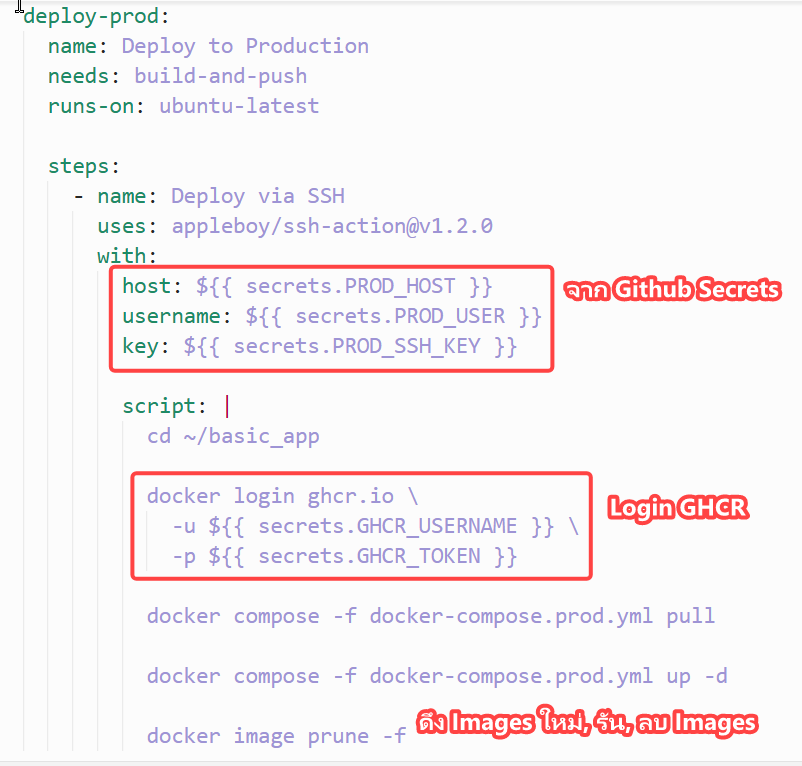 deploy-prod:
name: Deploy to Production
needs: build-and-push
runs-on: ubuntu-latest
steps:
- name: Deploy via SSH
uses: appleboy/ssh-action@v1.2.0
with:
host: ${{ secrets.PROD_HOST }}
username: ${{ secrets.PROD_USER }}
key: ${{ secrets.PROD_SSH_KEY }}
จาก Github Secrets
script: |
cd ~/basic_app
docker login ghcr.io \
-u ${{ secrets.GHCR_USERNAME }} \
-p ${{ secrets.GHCR_TOKEN }}
Login GHCR
docker compose -f docker-compose.prod.yml pull
docker compose -f docker-compose.prod.yml up -d
docker image prune -f
ดึง Images ใหม่, รัน, ลบ Images